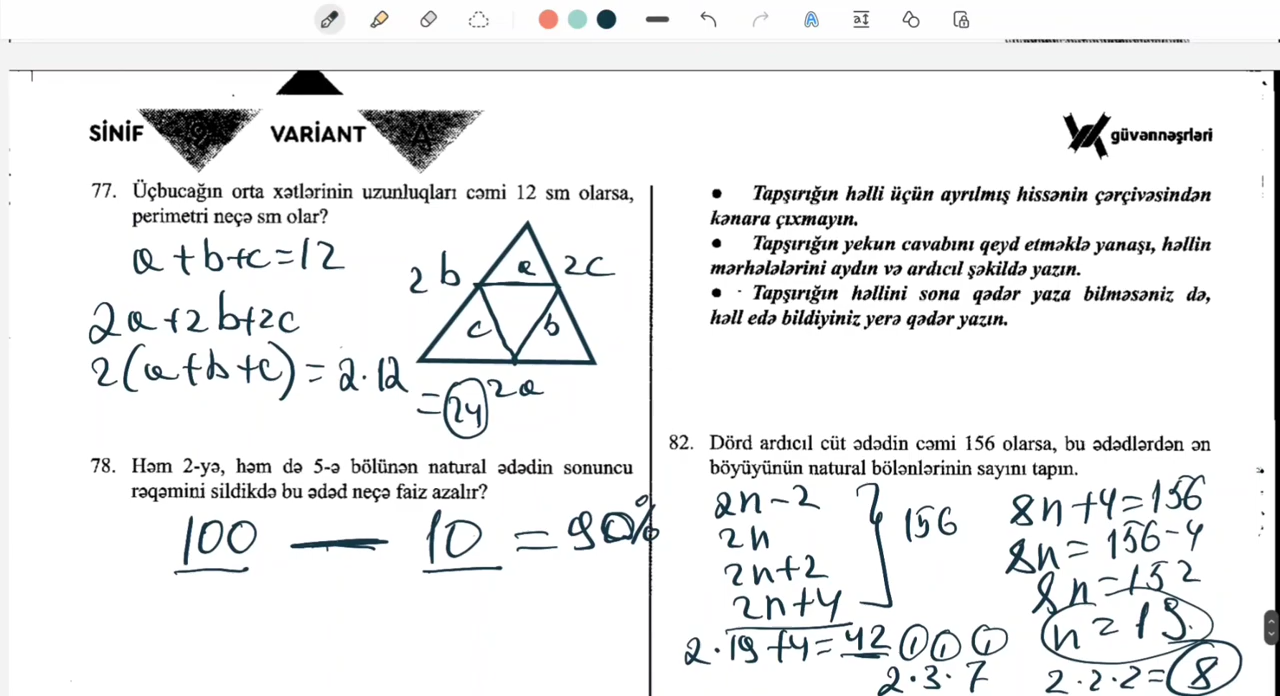 SİNİF 9 VARİANT A
güvənnəşrləri
77. Üçbucağın orta xətlərinin uzunluqları cəmi 12 sm olarsa,
perimetri neçə sm olar?
a+b+c=12
2a+2b+2c
2(a+b+c)=2·12
=24
2b
a
2c
c
b
2a
78. Həm 2-yə, həm də 5-ə bölünən natural ədədin sonuncu
rəqəmini sildikdə bu ədəd neçə faiz azalır?
100 — 10 = 90%
• Tapşırığın həlli üçün ayrılmış hissənin çərçivəsindən
kənara çıxmayın.
• Tapşırığın yekun cavabını qeyd etməklə yanaşı, həllin
mərhələlərini aydın və ardıcıl şəkildə yazın.
• Tapşırığın həllini sona qədər yaza bilməsəniz də,
həll edə bildiyiniz yerə qədər yazın.
82. Dörd ardıcıl cüt ədədin cəmi 156 olarsa, bu ədədlərdən ən
böyüyünün natural bölənlərinin sayını tapın.
2n-2
2n
2n+2
2n+4
156
2·19+4=42 1 1 1
2·3·7
8n+4=156
8n=156-4
8n=152
n=19
2·2·2=8